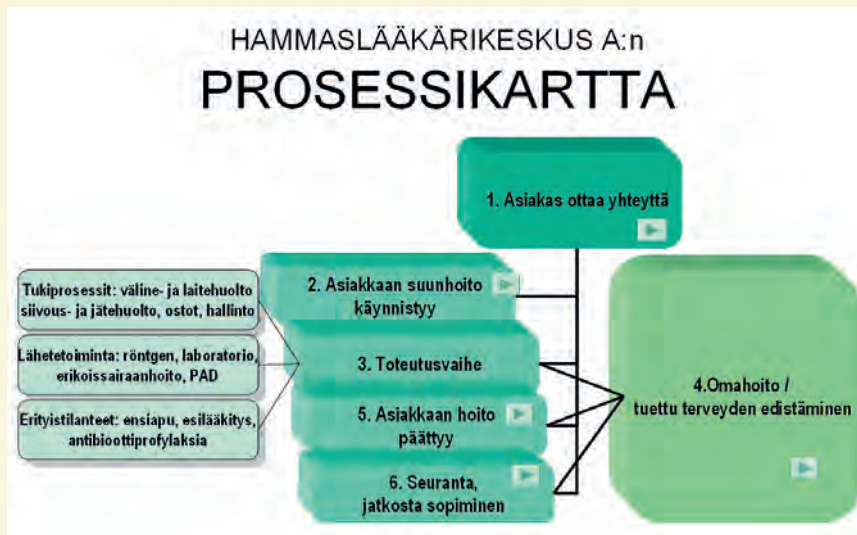 HAMMASLÄÄKÄRIKESKUS A:n
PROSESSIKARTTA
1. Asiakas ottaa yhteyttä
2. Asiakkaan suunhoito
käynnistyy
3. Toteutusvaihe
5. Asiakkaan hoito
päättyy
6. Seuranta,
jatkosta sopiminen
4.Omahoito /
tuettu terveyden edistäminen
Tukiprosessit: väline- ja laitehuolto
siivous- ja jätehuolto, ostot, hallinto
Lähetetoiminta: röntgen, laboratorio,
erikoissairaanhoito, PAD
Erityistilanteet: ensiapu, esilääkitys,
antibioottiprofylaksia